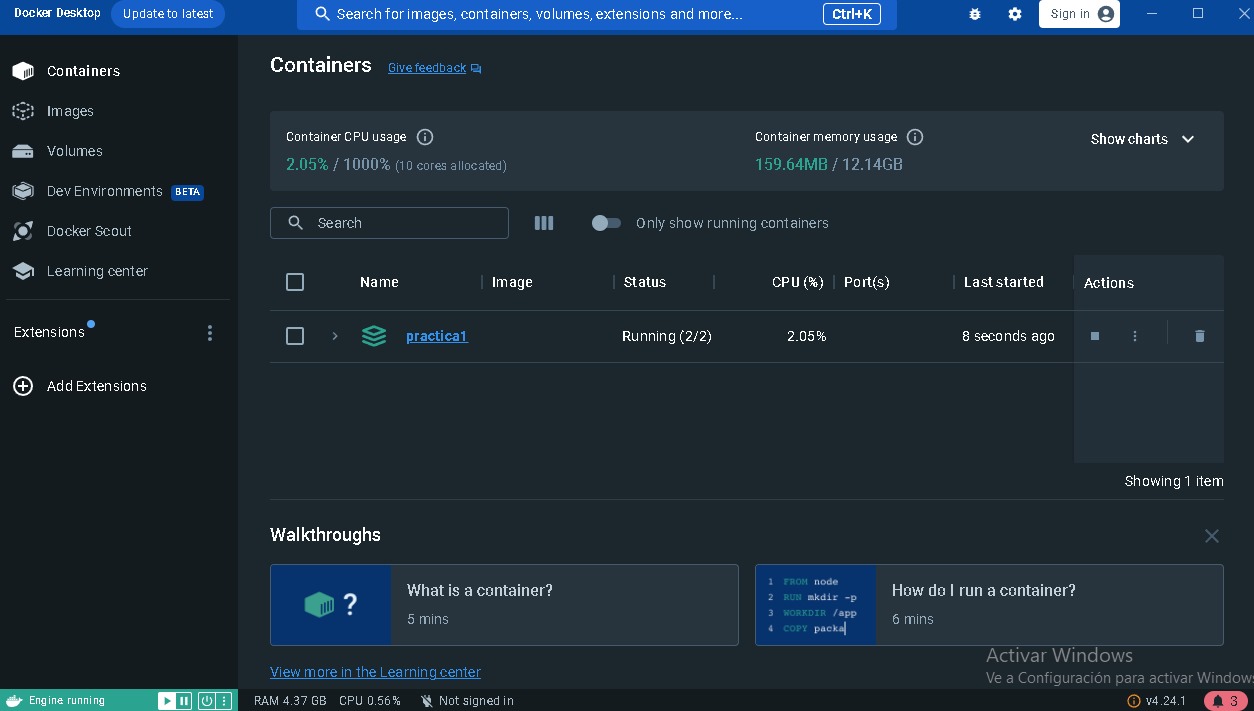 Docker Desktop Update to latest Search for images, containers, volumes, extensions and more... Ctrl+K Sign in
Containers
Images
Volumes
Dev Environments BETA
Docker Scout
Learning center
Extensions
Add Extensions
Containers Give feedback
Container CPU usage
2.05% / 1000% (10 cores allocated)
Container memory usage
159.64MB / 12.14GB
Show charts
Search Only show running containers
Name Image Status CPU (%) Port(s) Last started Actions
practica1 Running (2/2) 2.05% 8 seconds ago
Showing 1 item
Walkthroughs
?
What is a container?
5 mins
1 FROM node
2 RUN mkdir -p
3 WORKDIR /app
4 COPY packa
How do I run a container?
6 mins
View more in the Learning center
Activar Windows
Ve a Configuración para activar Windows
Engine running RAM 4.37 GB CPU 0.56% Not signed in v4.24.1 3